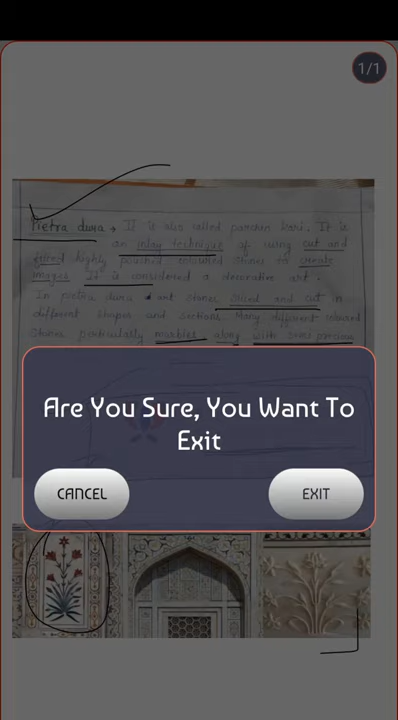 1/1
Pietra dura → It is also called parchin kari. It is
an inlay technique of using cut and
fitted highly polished coloured stones to create
images. It is considered a decorative art.
In pietra dura art stones sliced and cut in
different shapes and sections. Many different
stones particularly marbles along with semi precious
Are You Sure, You Want To
Exit
CANCEL
EXIT